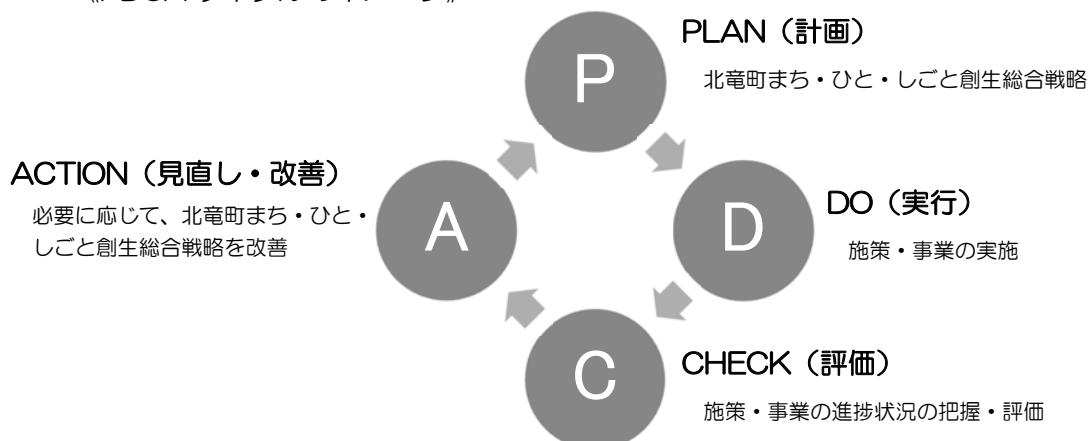 P
PLAN（計画）
北竜町まち・ひと・しごと創生総合戦略
ACTION（見直し・改善）
必要に応じて、北竜町まち・ひと・
しごと創生総合戦略を改善
A
D
DO（実行）
施策・事業の実施
C
CHECK（評価）
施策・事業の進捗状況の把握・評価